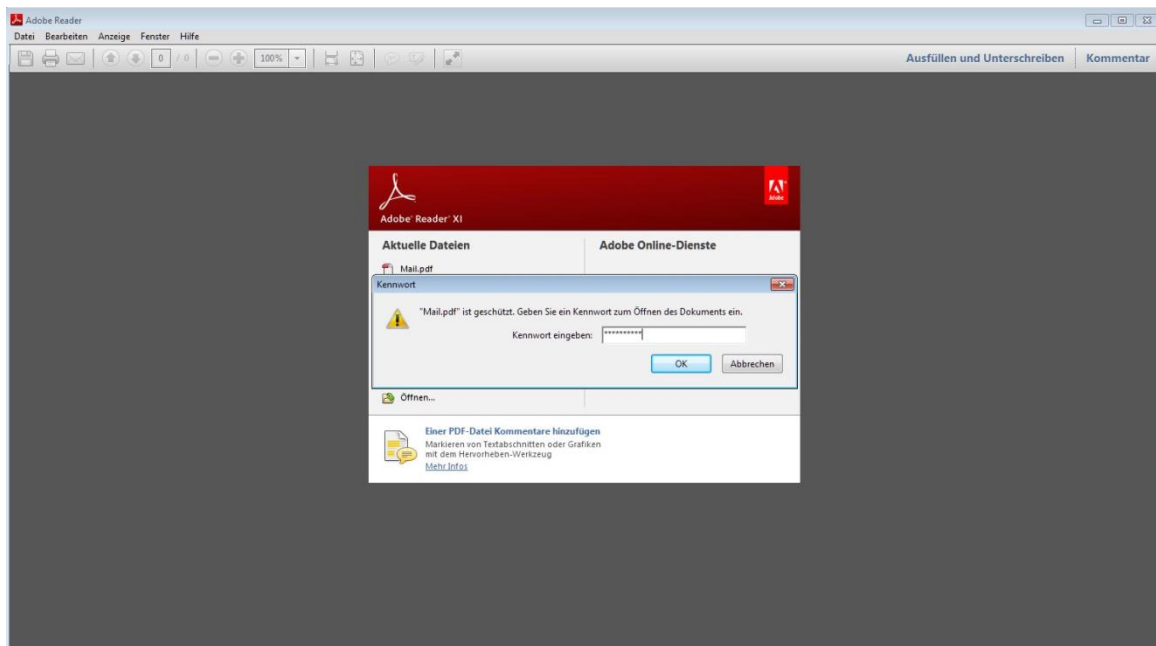 Adobe Reader
Datei Bearbeiten Anzeige Fenster Hilfe
0 / 0 100% Ausfüllen und Unterschreiben Kommentar
Adobe
Adobe® Reader® XI
Aktuelle Dateien Adobe Online-Dienste
Mail.pdf
Kennwort
"Mail.pdf" ist geschützt. Geben Sie ein Kennwort zum Öffnen des Dokuments ein.
Kennwort eingeben: **********
OK Abbrechen
Öffnen...
Einer PDF-Datei Kommentare hinzufügen
Markieren von Textabschnitten oder Grafiken
mit dem Hervorheben-Werkzeug
Mehr Infos